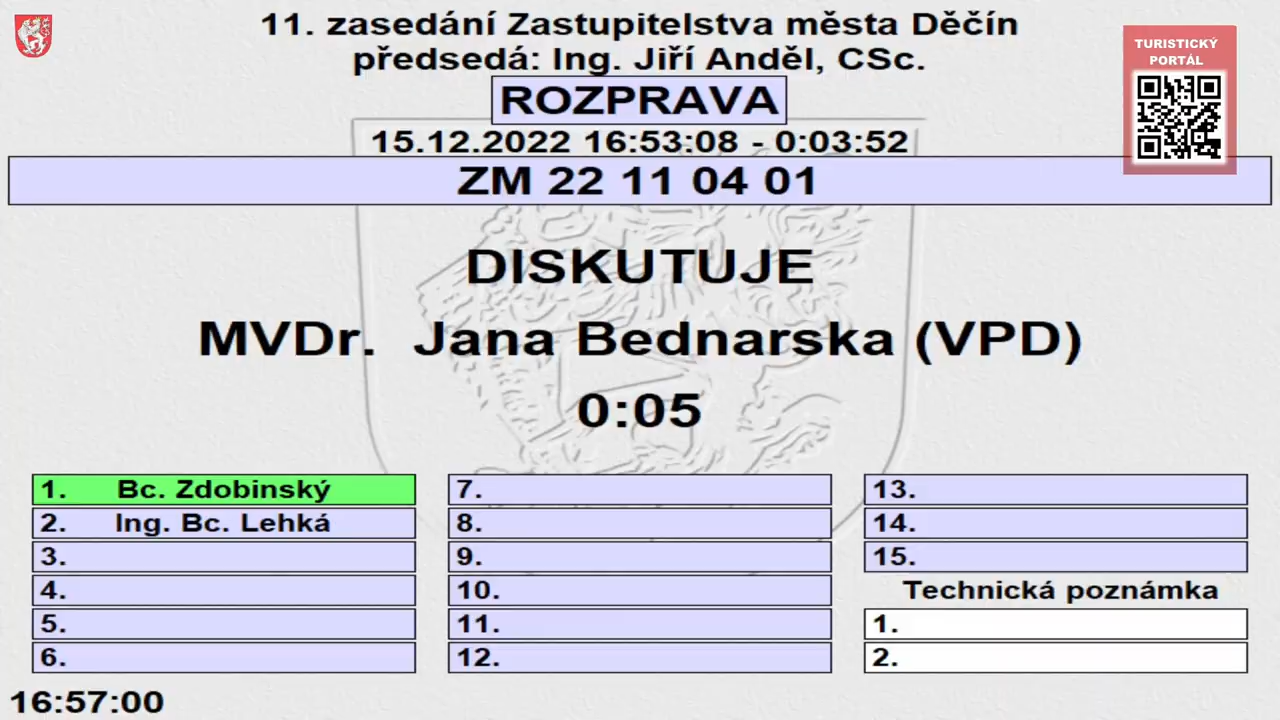 11. zasedání Zastupitelstva města Děčín
předsedá: Ing. Jiří Anděl, CSc.
TURISTICKÝ
PORTÁL
ROZPRAVA
15.12.2022 16:53:08 - 0:03:52
ZM 22 11 04 01
DISKUTUJE
MVDr. Jana Bednarska (VPD)
0:05
1. Bc. Zdobinský
2. Ing. Bc. Lehká
3.
4.
5.
6.
7.
8.
9.
10.
11.
12.
13.
14.
15.
Technická poznámka
1.
2.
16:57:00